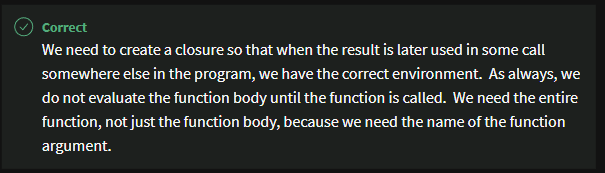 Correct
We need to create a closure so that when the result is later used in some call
somewhere else in the program, we have the correct environment.  As always, we
do not evaluate the function body until the function is called.  We need the entire
function, not just the function body, because we need the name of the function
argument.